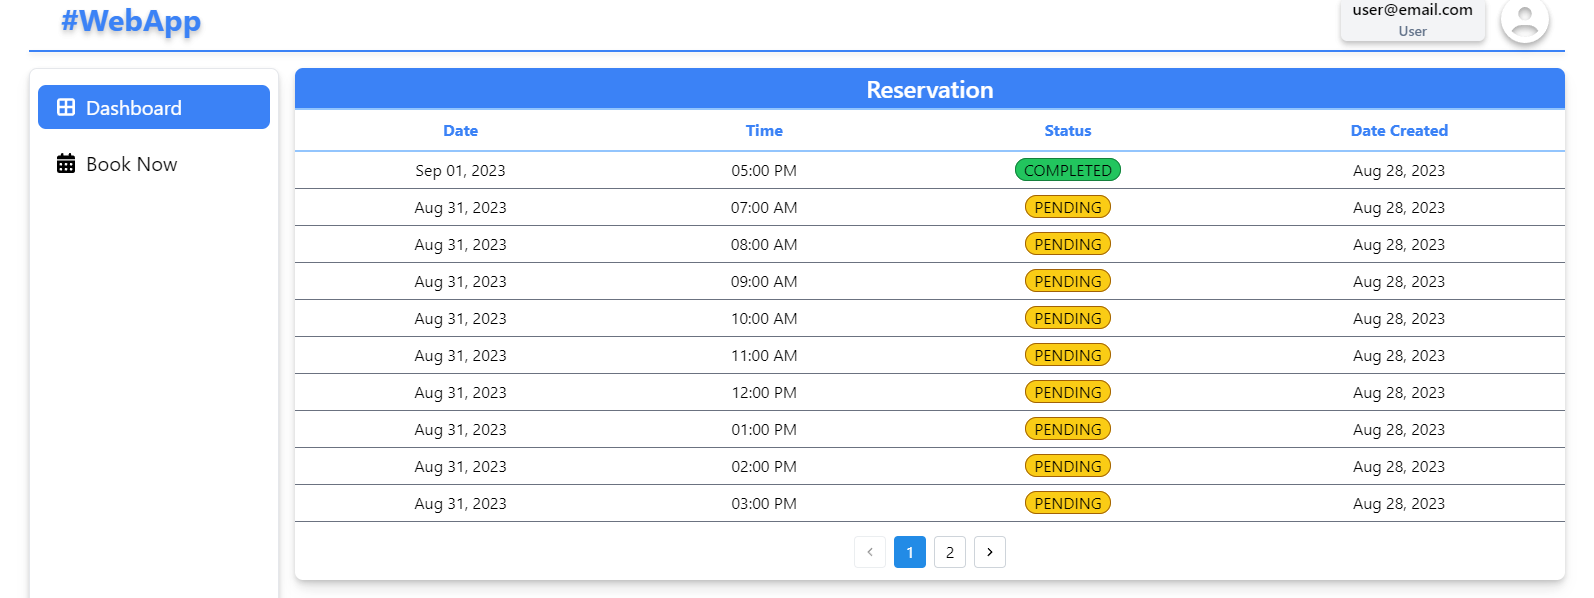 #WebApp
user@email.com
User
Dashboard
Book Now
Reservation
Date Time Status Date Created
Sep 01, 2023 05:00 PM COMPLETED Aug 28, 2023
Aug 31, 2023 07:00 AM PENDING Aug 28, 2023
Aug 31, 2023 08:00 AM PENDING Aug 28, 2023
Aug 31, 2023 09:00 AM PENDING Aug 28, 2023
Aug 31, 2023 10:00 AM PENDING Aug 28, 2023
Aug 31, 2023 11:00 AM PENDING Aug 28, 2023
Aug 31, 2023 12:00 PM PENDING Aug 28, 2023
Aug 31, 2023 01:00 PM PENDING Aug 28, 2023
Aug 31, 2023 02:00 PM PENDING Aug 28, 2023
Aug 31, 2023 03:00 PM PENDING Aug 28, 2023
1 2